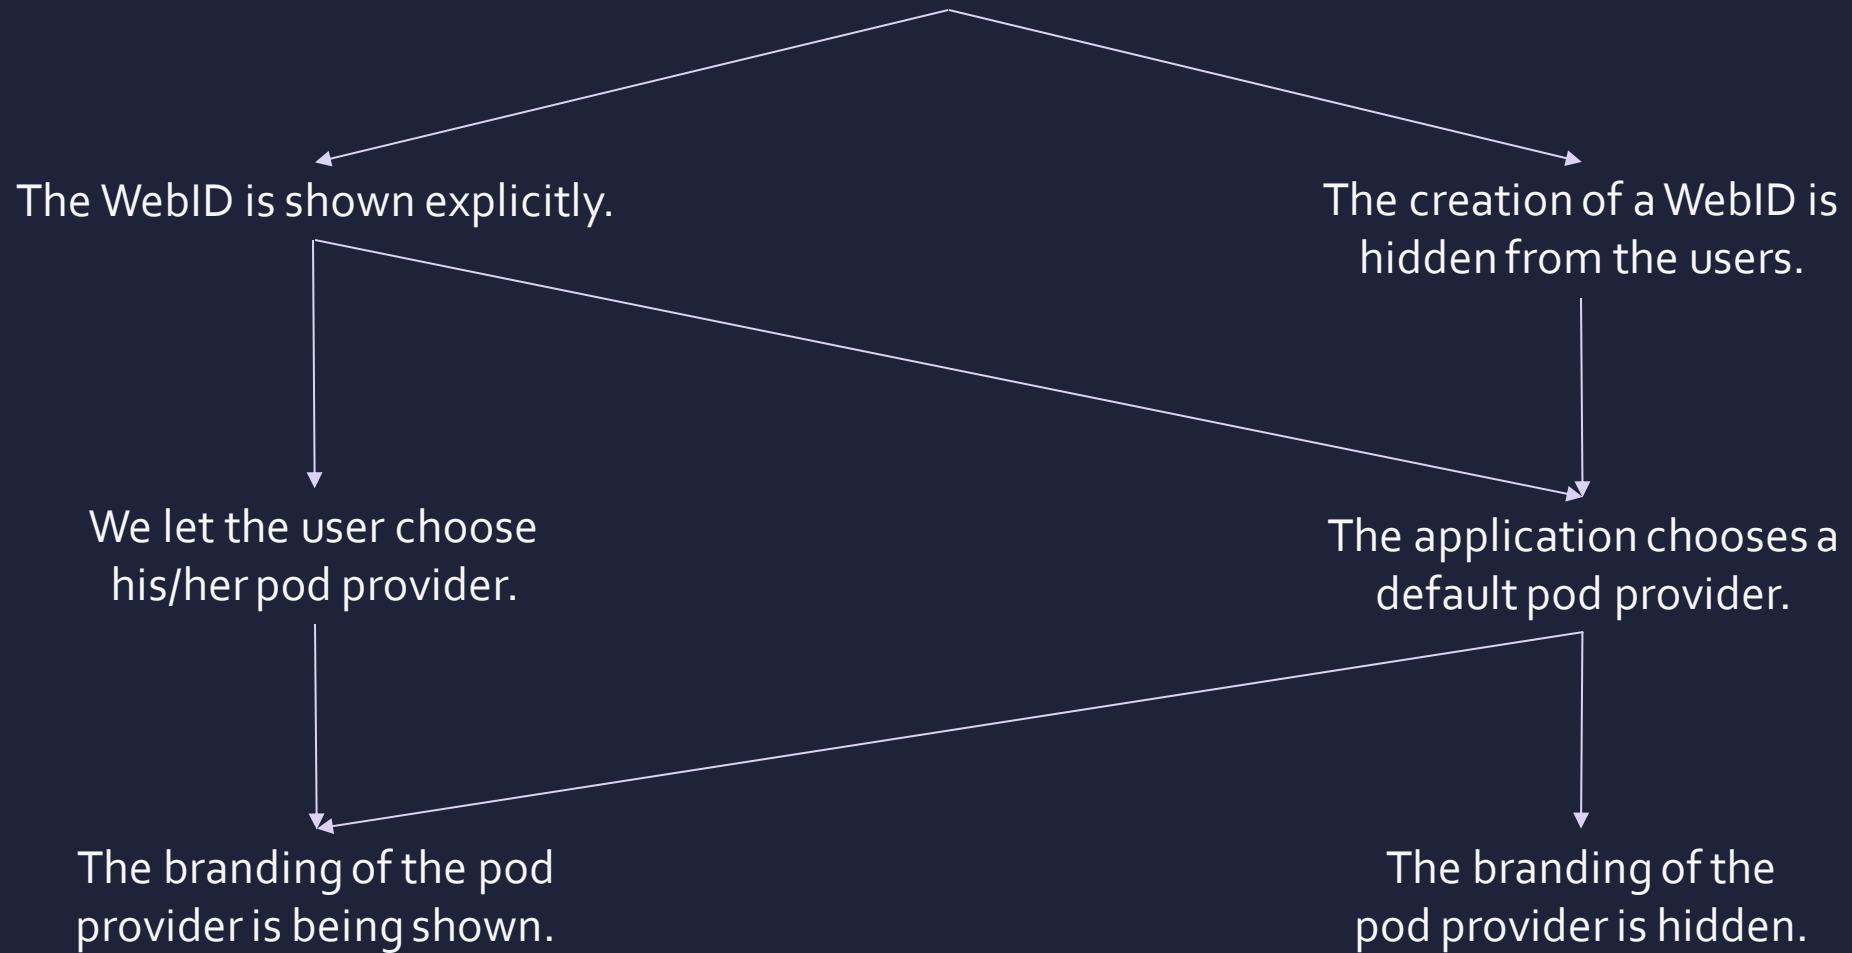 The WebID is shown explicitly.
The creation of a WebID is
hidden from the users.
We let the user choose
his/her pod provider.
The application chooses a
default pod provider.
The branding of the pod
provider is being shown.
The branding of the
pod provider is hidden.